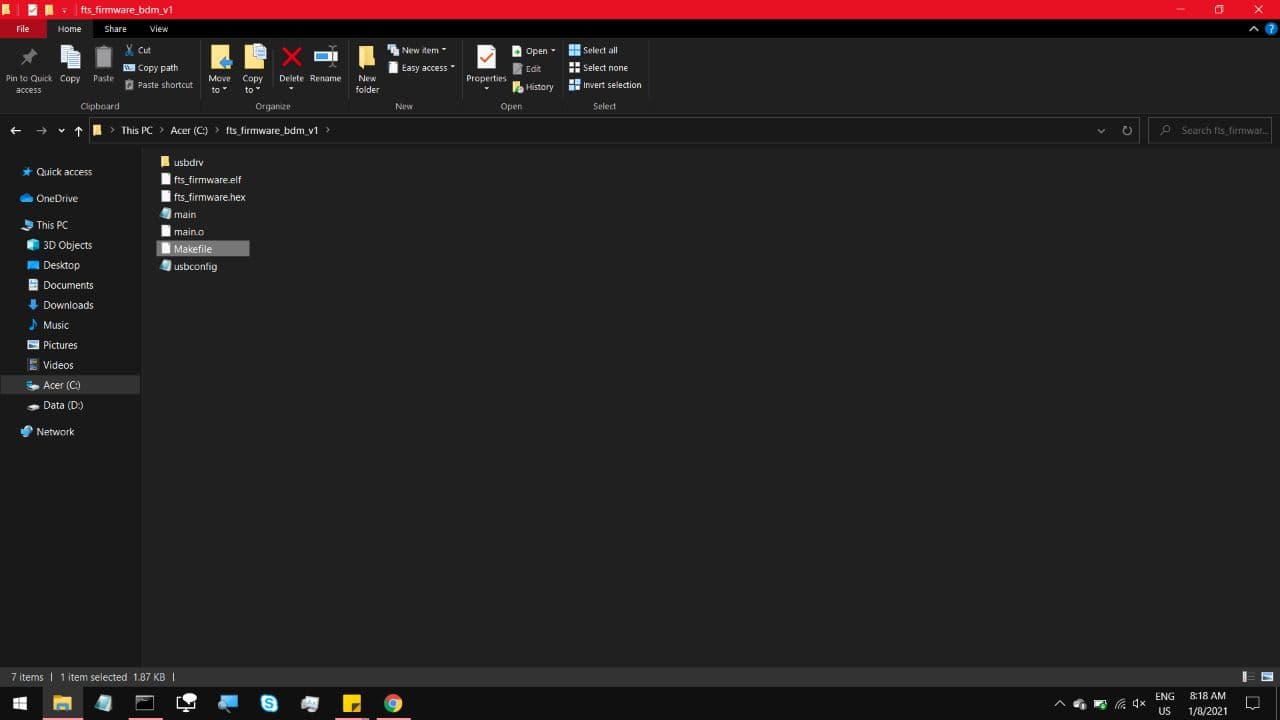 fts_firmware_bdm_v1
File Home Share View
Pin to Quick access
Copy
Paste
Cut
Copy path
Paste shortcut
Clipboard
Move to
Copy to
Delete
Rename
Organize
New folder
New item
Easy access
New
Properties
Open
Edit
History
Open
Select all
Select none
Invert selection
Select
This PC Acer (C:) fts_firmware_bdm_v1
Search fts_firmwar...
Quick access
OneDrive
This PC
3D Objects
Desktop
Documents
Downloads
Music
Pictures
Videos
Acer (C:)
Data (D:)
Network
usbdrv
fts_firmware.elf
fts_firmware.hex
main
main.o
Makefile
usbconfig
7 items 1 item selected 1.87 KB
ENG
US
8:18 AM
1/8/2021